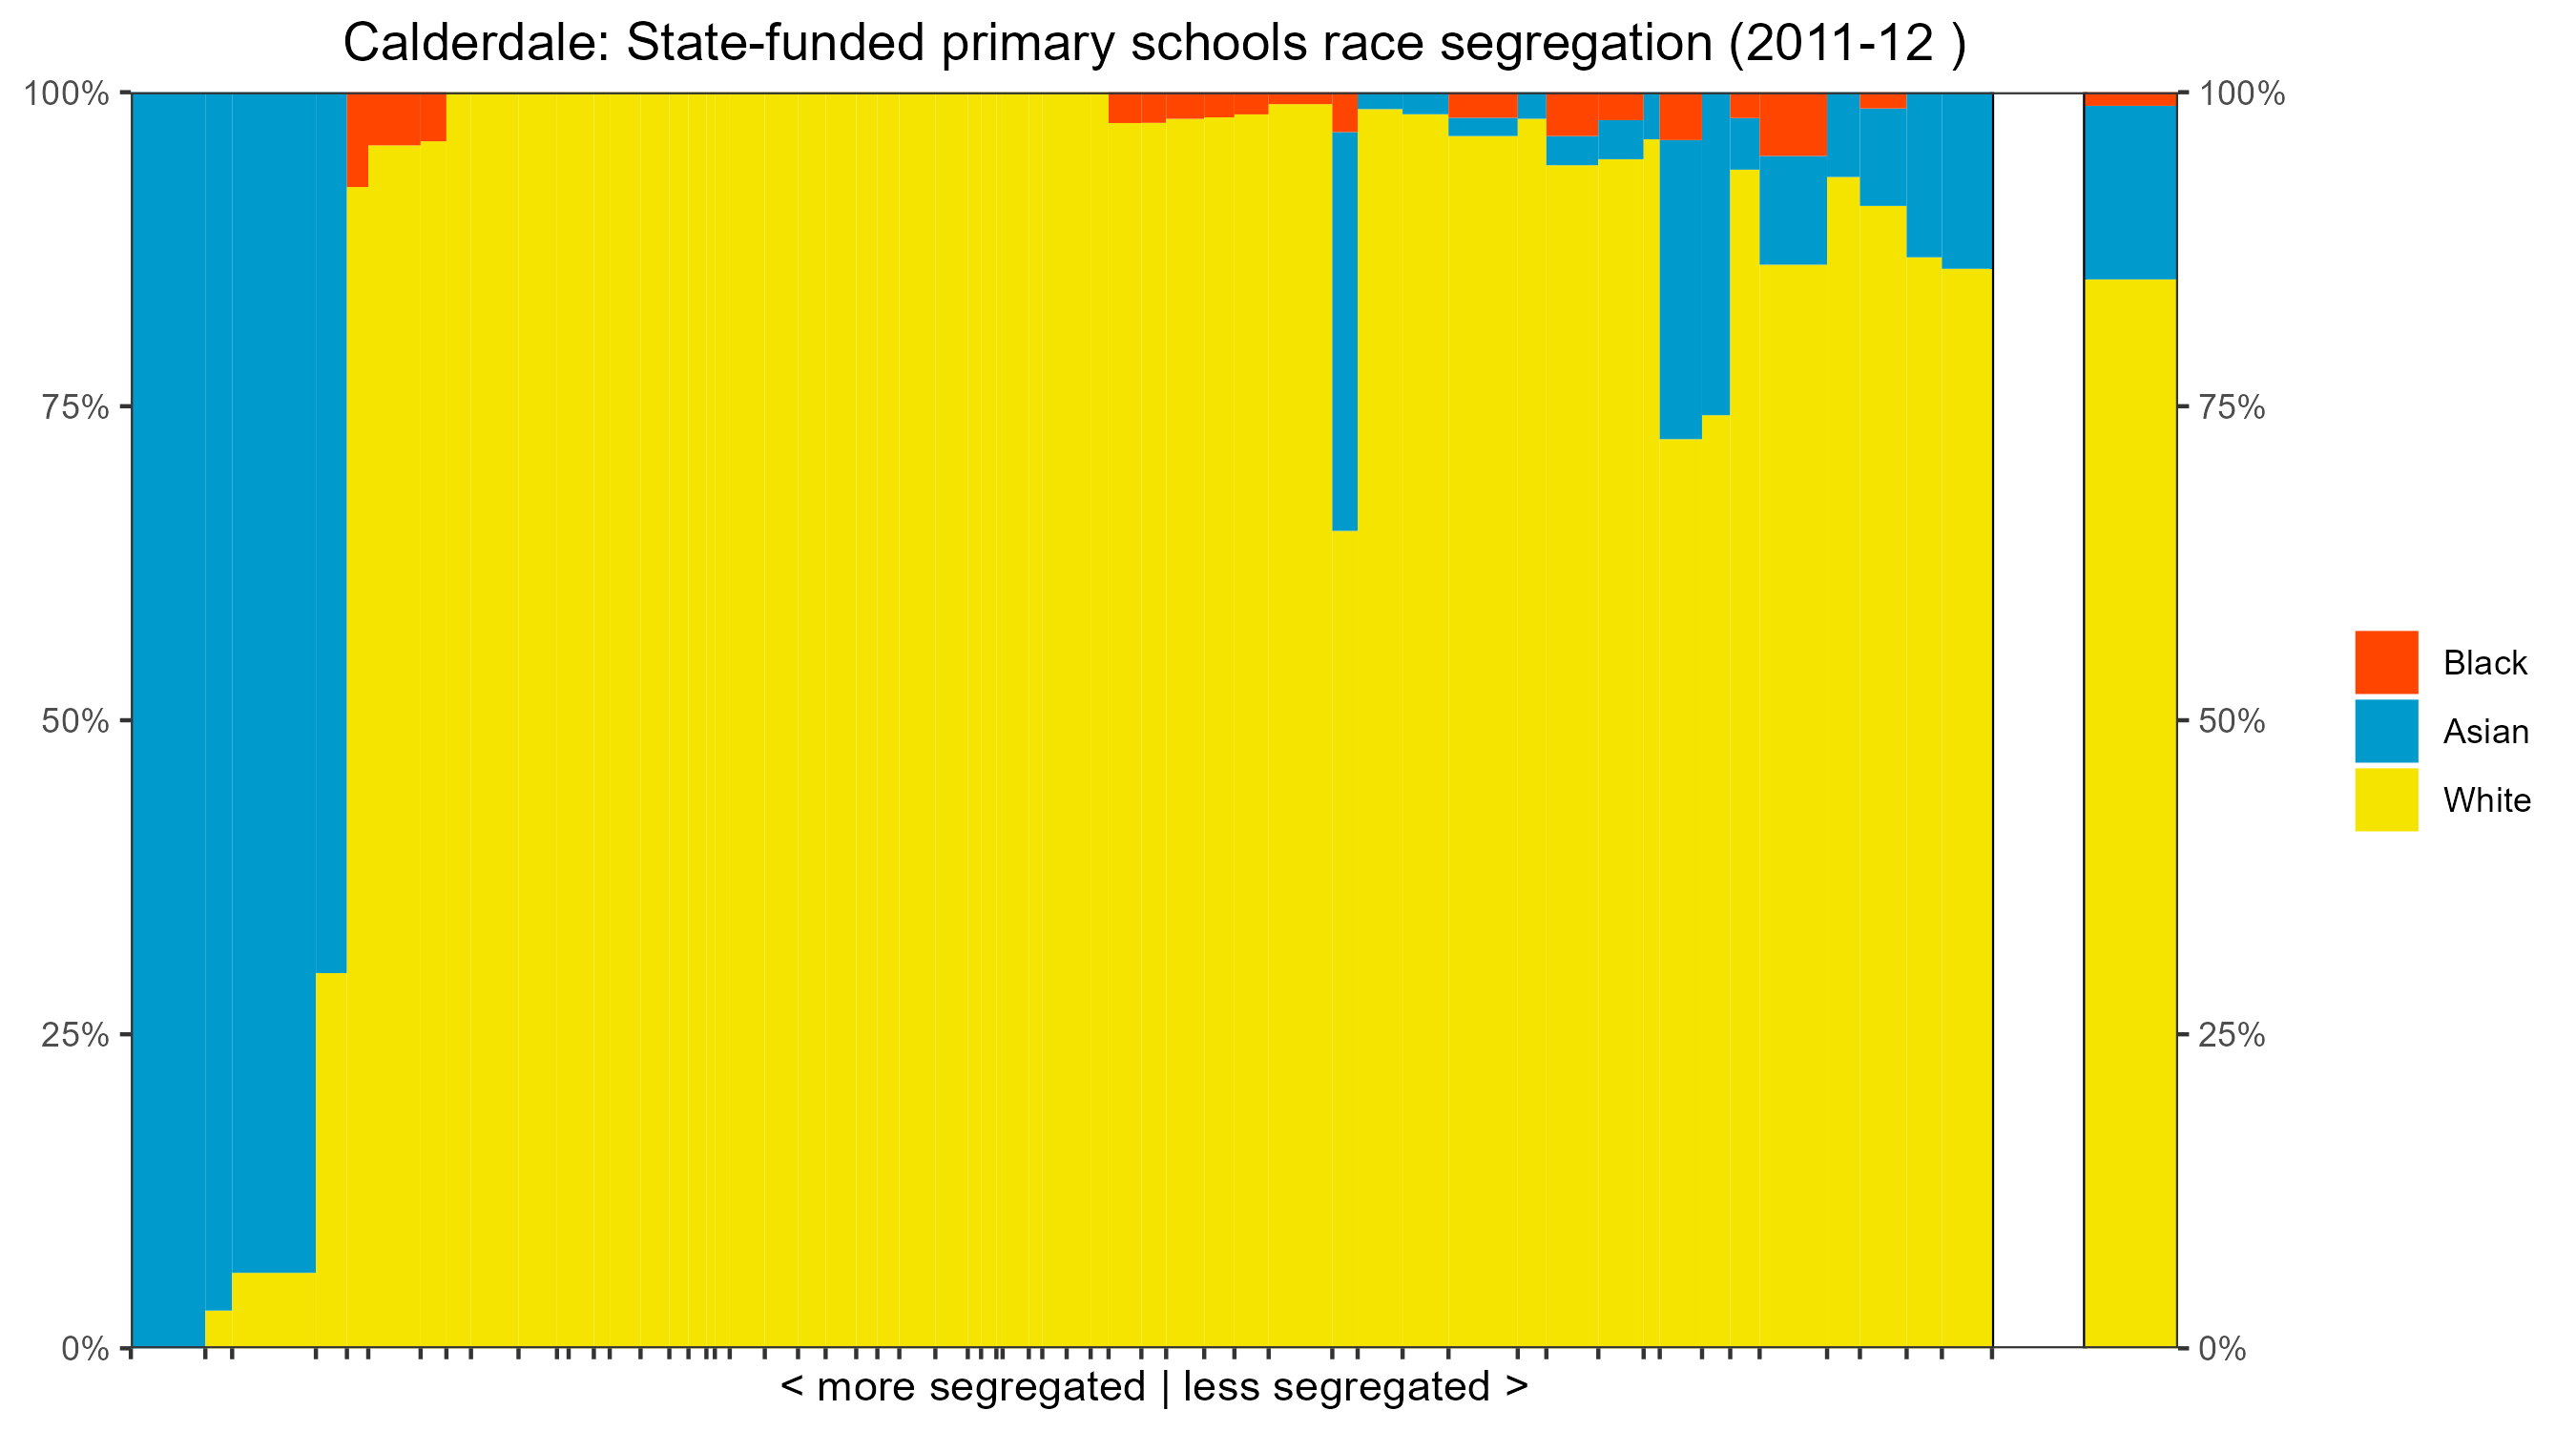 Calderdale: State-funded primary schools race segregation (2011-12 )
100%
75%
50%
25%
0%
100%
75%
50%
25%
0%
Black
Asian
White
< more segregated | less segregated >